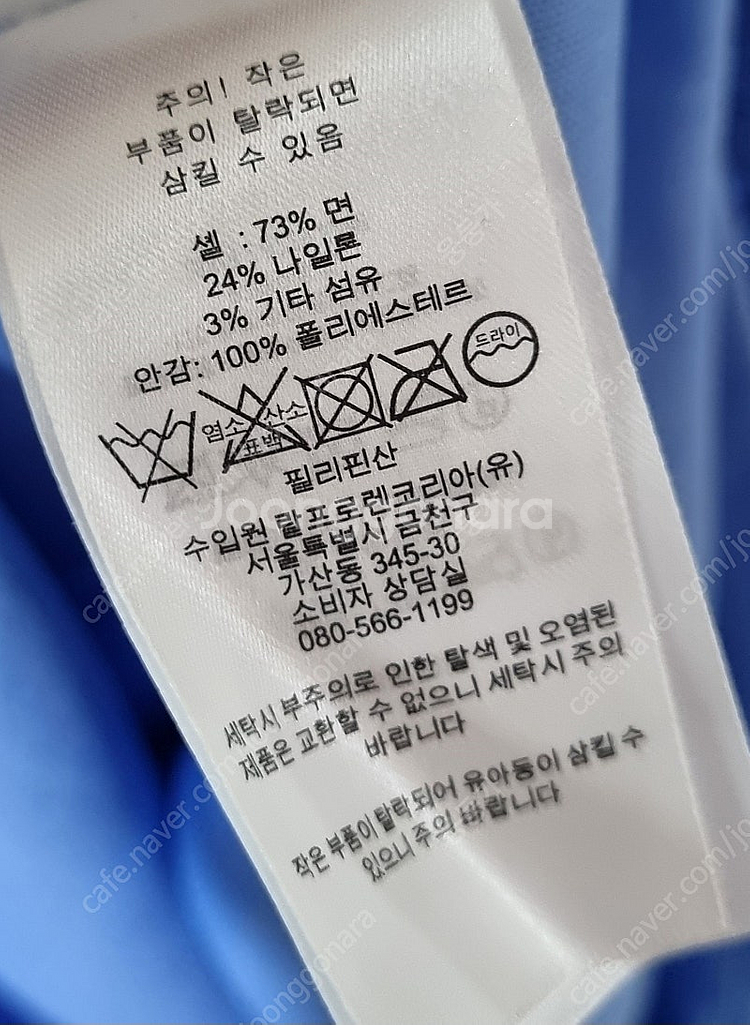 주의! 작은
부품이 탈락되면
삼킬 수 있음
셸 : 73% 면
24% 나일론
3% 기타 섬유
안감: 100% 폴리에스테르
염소 산소
표백
드라이
필리핀산
수입원 랄프로렌코리아(유)
서울특별시 금천구
가산동 345-30
소비자 상담실
080-566-1199
세탁시 부주의로 인한 탈색 및 오염된
제품은 교환할 수 없으니 세탁시 주의
바랍니다
작은 부품이 탈락되어 유아동이 삼킬 수
있으니 주의 바랍니다
Joonggonara
cafe.naver.com/jo